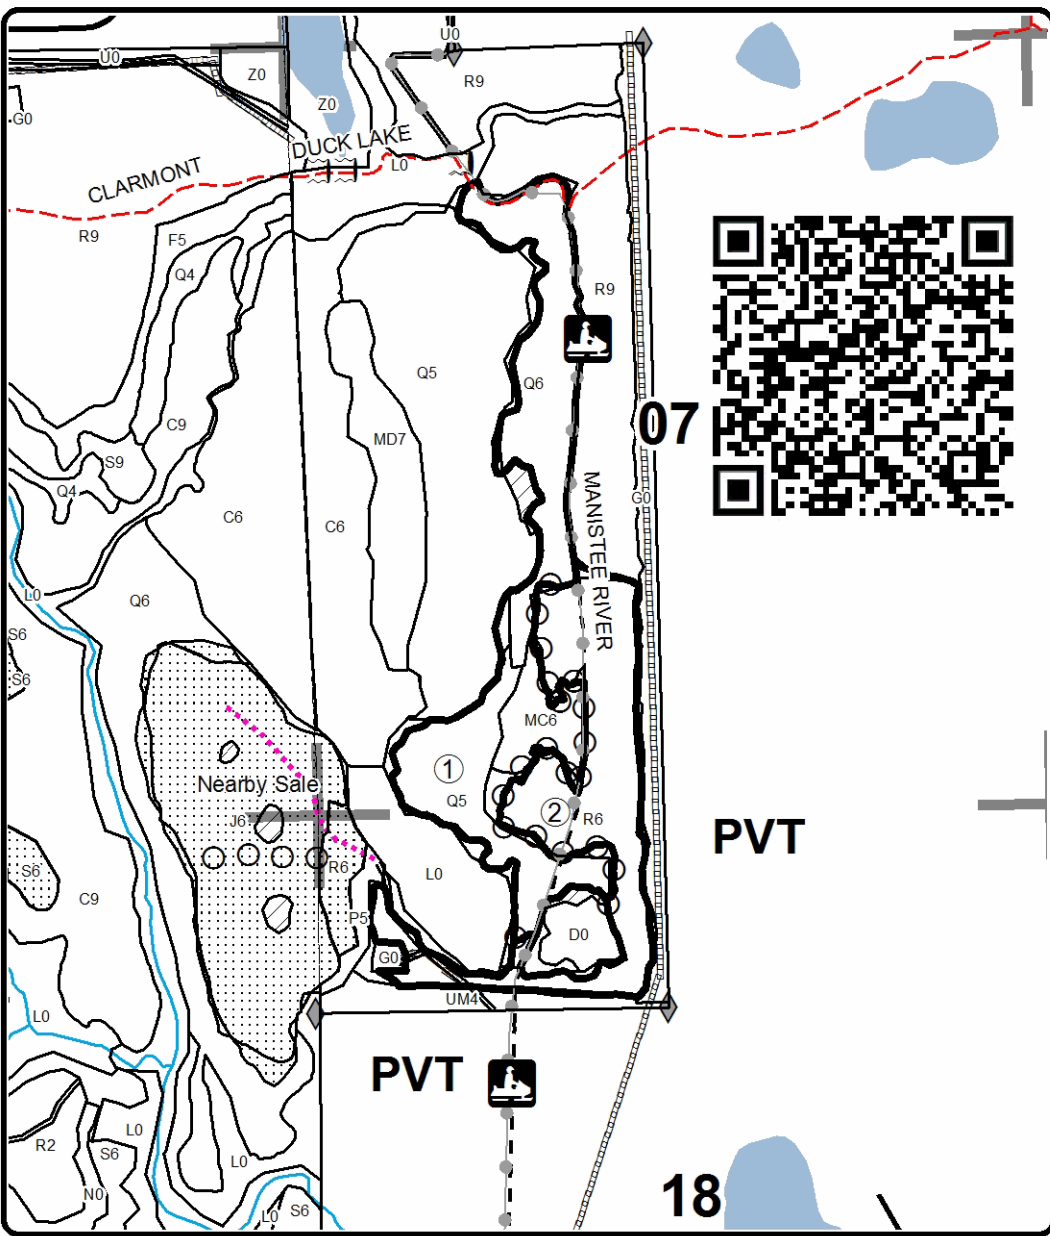 U0
U0
Z0
R9
Z0
G0
DUCK LAKE
CLARMONT
L0
R9
F5
Q4
R9
Q5
Q6
07
C9
MD7
S9
Q4
G0
C6
C6
MANISTEE RIVER
L0
Q6
S6
S6
MC6
1
Nearby Sale
Q5
2
J6
R6
PVT
R6
S6
L0
C9
P5
D0
G0
UM4
L0
PVT
L0
R2
S6
L0
18
N0
L0
S6